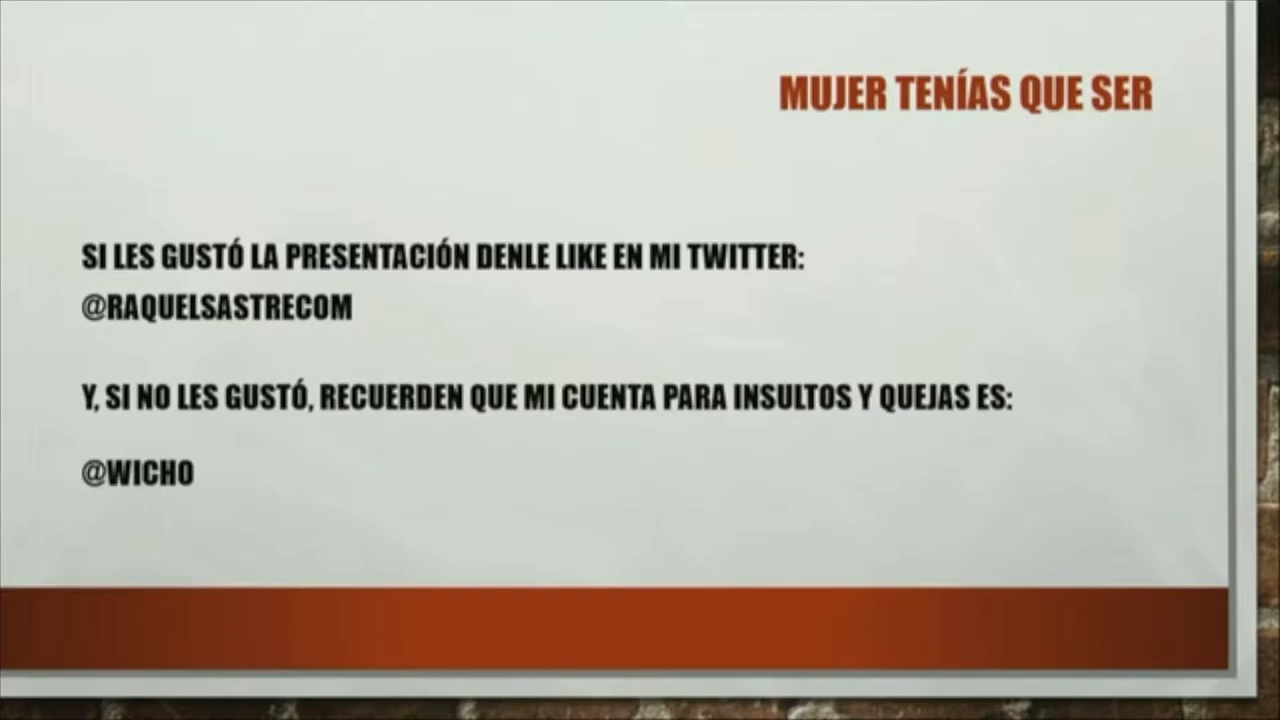 MUJER TENÍAS QUE SER
SI LES GUSTÓ LA PRESENTACIÓN DENLE LIKE EN MI TWITTER:
@RAQUELSASTRECOM
Y, SI NO LES GUSTÓ, RECUERDEN QUE MI CUENTA PARA INSULTOS Y QUEJAS ES:
@WICHO